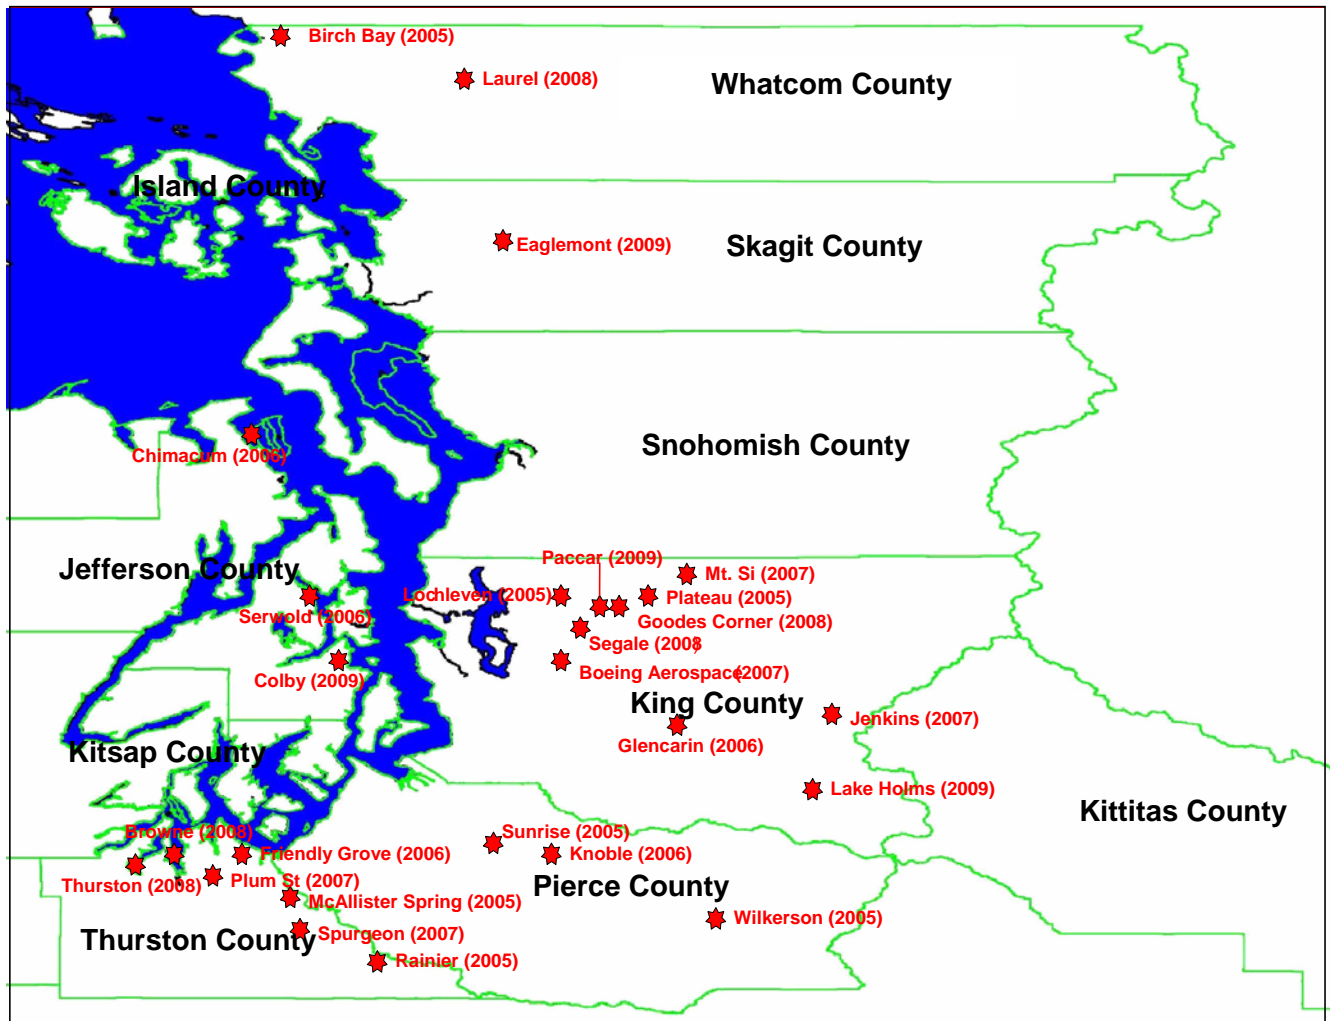 Birch Bay (2005)
Laurel (2008)
Whatcom County
Island County
Eaglemont (2009)
Skagit County
Snohomish County
Chimacum (2006)
Paccar (2009)
Jefferson County
Mt. Si (2007)
Lochleven (2005)
Plateau (2005)
Serwold (2006)
Goodes Corner (2008)
Segale (2008)
Colby (2009)
Boeing Aerospace (2007)
King County
Jenkins (2007)
Glencarin (2006)
Kitsap County
Lake Holms (2009)
Kittitas County
Browne (2008)
Sunrise (2005)
Friendly Grove (2006)
Knoble (2006)
Thurston (2008)
Plum St (2007)
Pierce County
McAllister Spring (2005)
Wilkerson (2005)
Thurston County
Spurgeon (2007)
Rainier (2005)